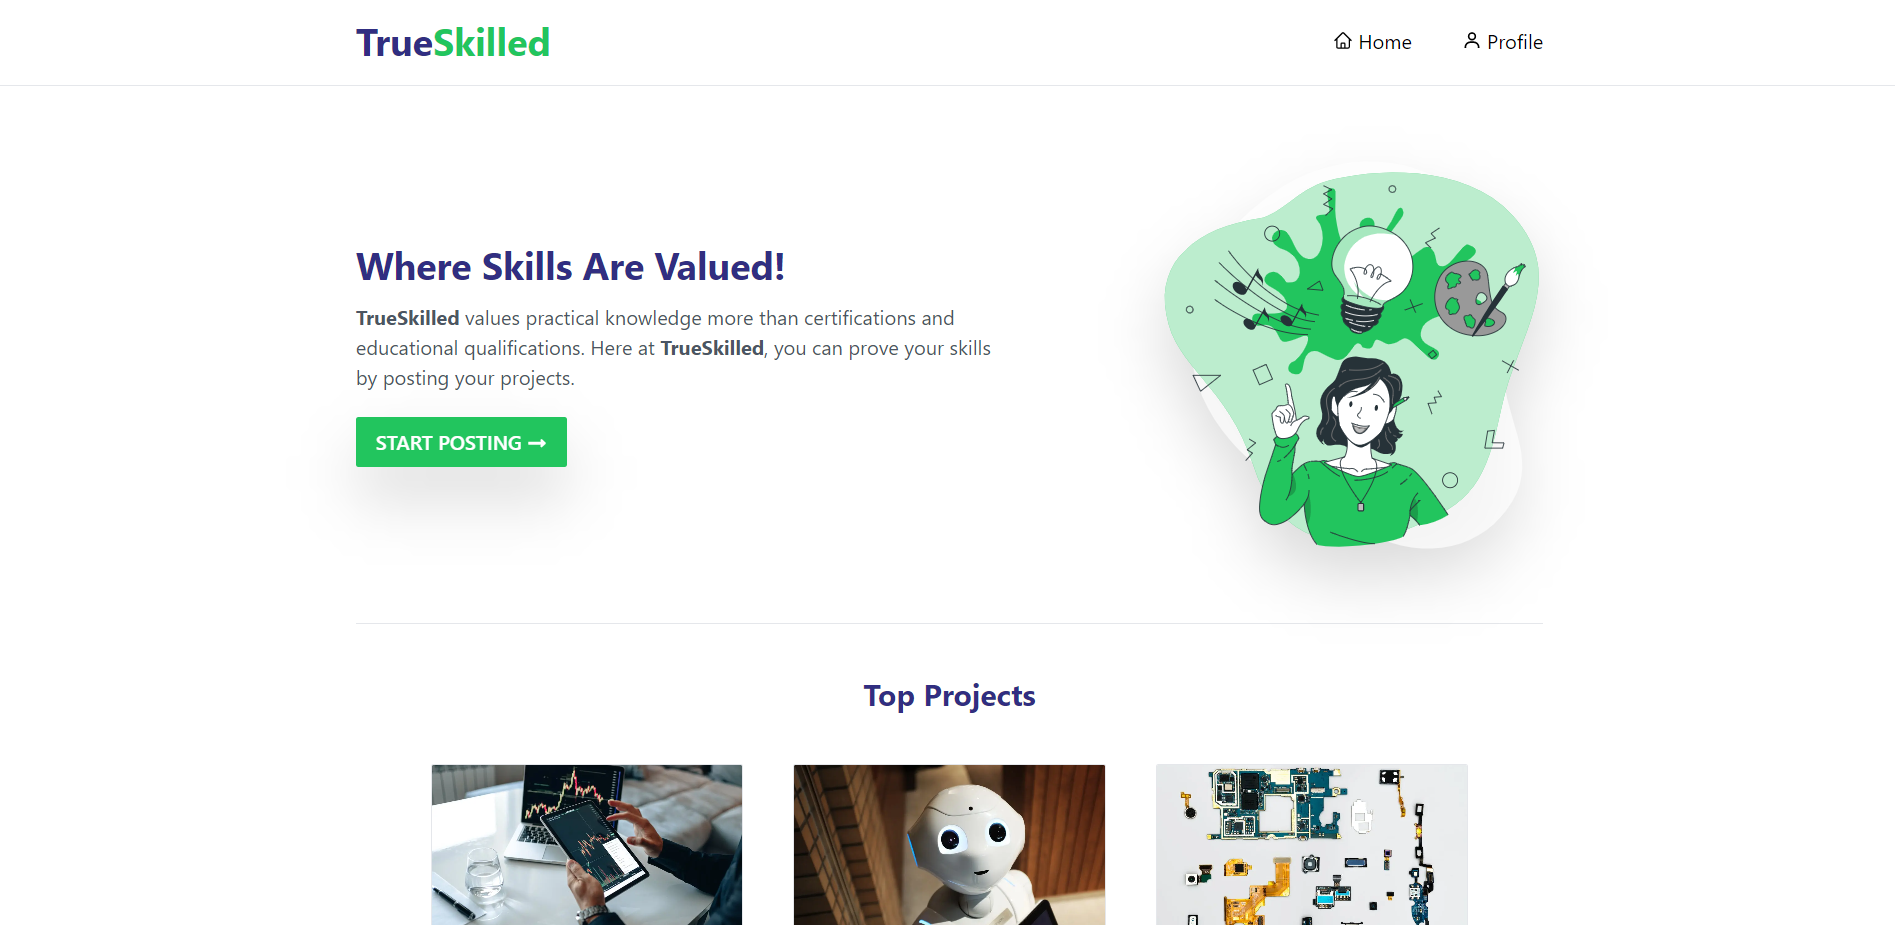 TrueSkilled
Home
Profile
Where Skills Are Valued!
TrueSkilled values practical knowledge more than certifications and
educational qualifications. Here at TrueSkilled, you can prove your skills
by posting your projects.
START POSTING
Top Projects